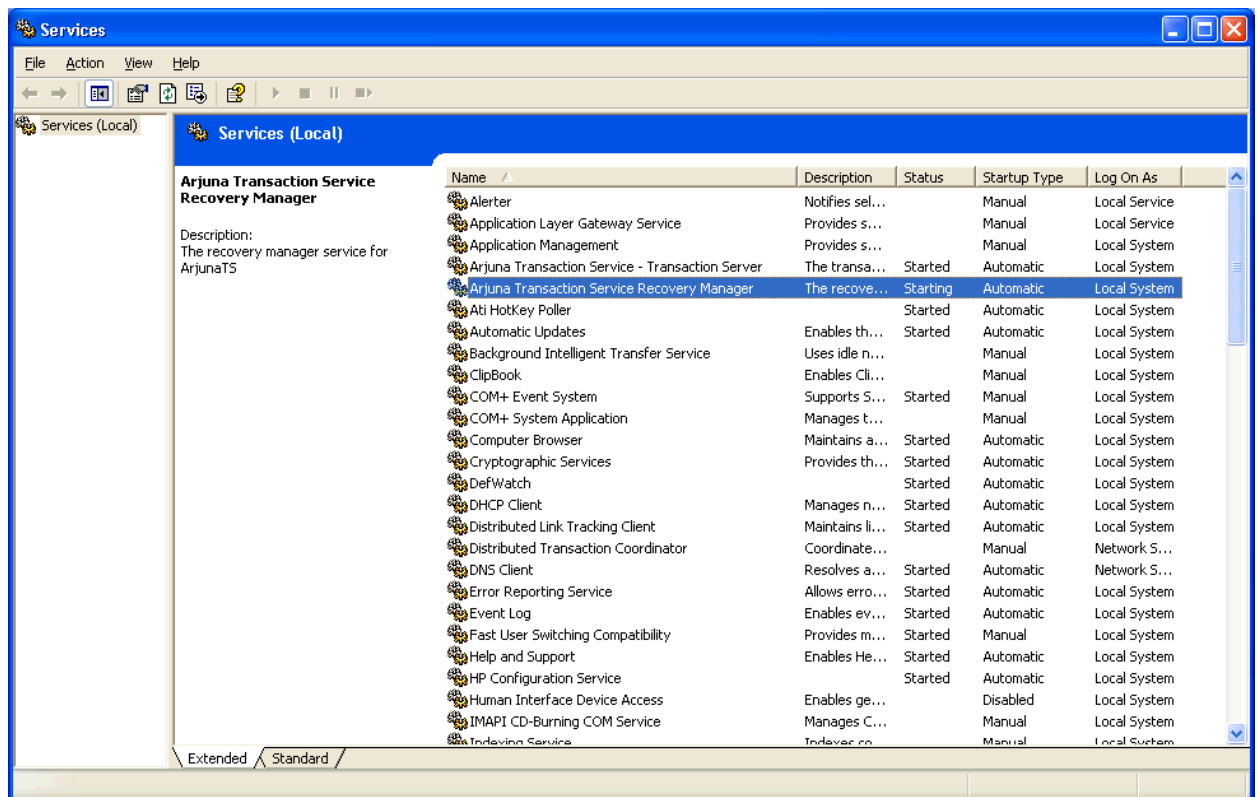 Services
File Action View Help
Services (Local)
Services (Local)
Arjuna Transaction Service
Recovery Manager
Description:
The recovery manager service for
ArjunaTS
Name Description Status Startup Type Log On As
Alerter Notifies sel... Manual Local Service
Application Layer Gateway Service Provides s... Manual Local Service
Application Management Provides s... Manual Local System
Arjuna Transaction Service - Transaction Server The transa... Started Automatic Local System
Arjuna Transaction Service Recovery Manager The recove... Starting Automatic Local System
Ati HotKey Poller Started Automatic Local System
Automatic Updates Enables th... Started Automatic Local System
Background Intelligent Transfer Service Uses idle n... Manual Local System
ClipBook Enables Cli... Manual Local System
COM+ Event System Supports S... Started Manual Local System
COM+ System Application Manages t... Manual Local System
Computer Browser Maintains a... Started Automatic Local System
Cryptographic Services Provides th... Started Automatic Local System
DefWatch Started Automatic Local System
DHCP Client Manages n... Started Automatic Local System
Distributed Link Tracking Client Maintains li... Started Automatic Local System
Distributed Transaction Coordinator Coordinate... Manual Network S...
DNS Client Resolves a... Started Automatic Network S...
Error Reporting Service Allows erro... Started Automatic Local System
Event Log Enables ev... Started Automatic Local System
Fast User Switching Compatibility Provides m... Started Manual Local System
Help and Support Enables He... Started Automatic Local System
HP Configuration Service Started Automatic Local System
Human Interface Device Access Enables ge... Disabled Local System
IMAPI CD-Burning COM Service Manages C... Manual Local System
Indexing Service Indexes co... Manual Local System
Extended Standard